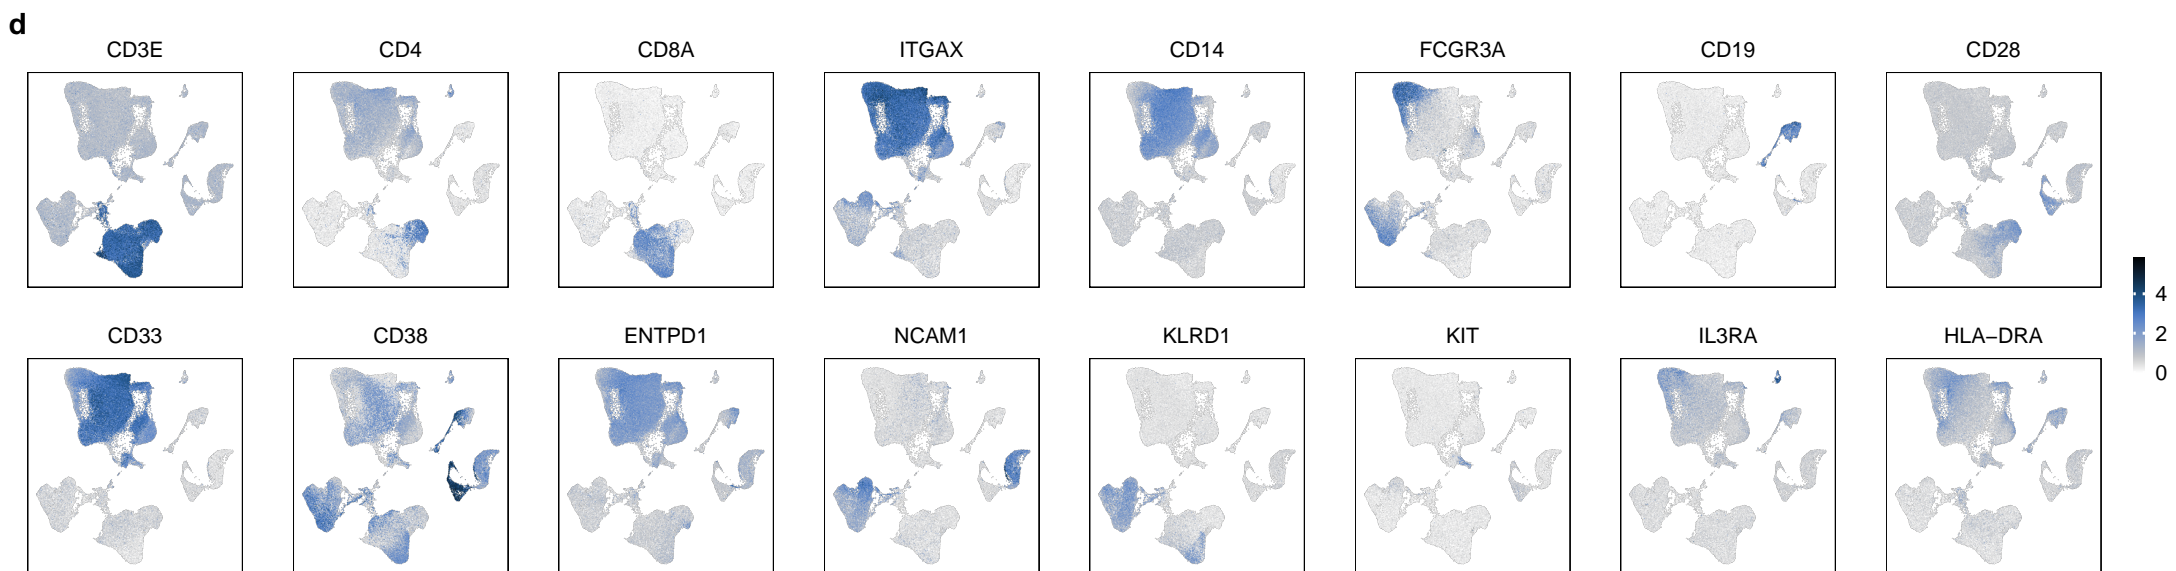 d
CD3E CD4 CD8A ITGAX CD14 FCGR3A CD19 CD28
4
2
0
CD33 CD38 ENTPD1 NCAM1 KLRD1 KIT IL3RA HLA−DRA